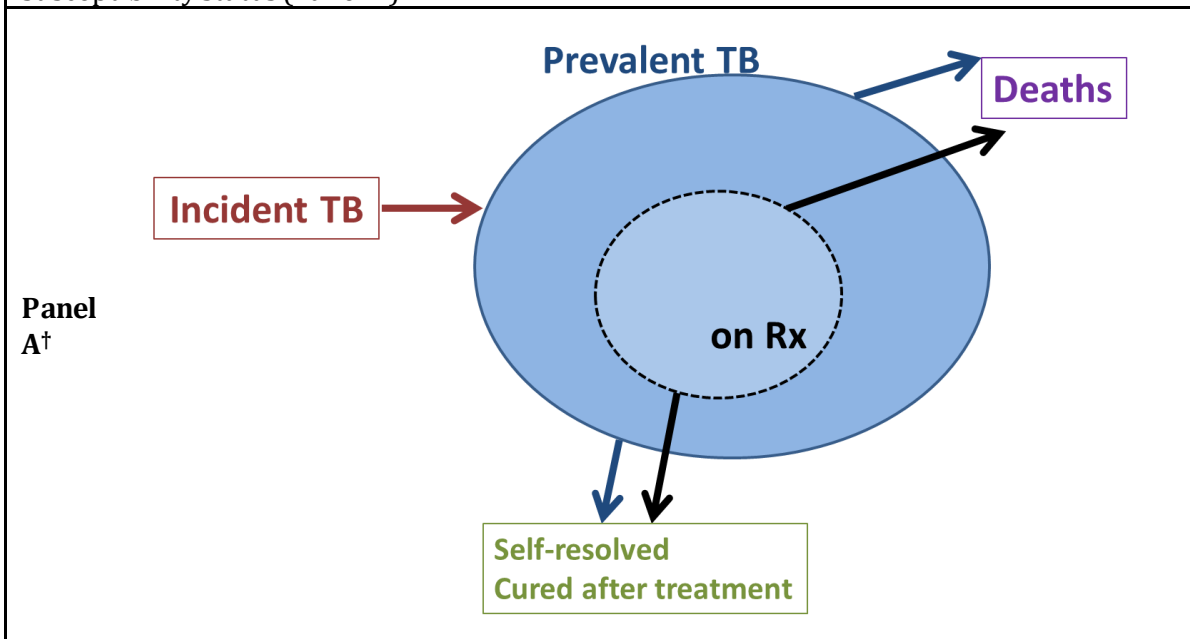 Prevalent TB
Deaths
Incident TB
Panel
A†
on Rx
Self-resolved
Cured after treatment